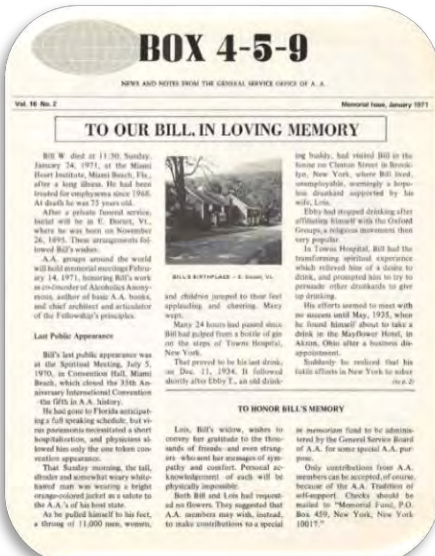 BOX 4-5-9
NEWS AND NOTES FROM THE GENERAL SERVICE OFFICE OF A. A.
Vol. 16 No. 2
Memorial Issue, January 1971
TO OUR BILL, IN LOVING MEMORY
Bill W. died at 11:30, Sunday,
January 24, 1971, at the Miami
Heart Institute, Miami Beach, Fla.,
after a long illness. He had been
treated for emphysema since 1968.
At death he was 75 years old.
After a private funeral service,
burial will be in E. Dorset, Vt.,
where he was born on November
26, 1895. These arrangements fol-
lowed Bill's wishes.
A.A. groups around the world
will hold memorial meetings Febru-
ary 14, 1971, honoring Bill's work
as co-founder of Alcoholics Anony-
mous, author of basic A.A. books,
and chief architect and articulator
of the Fellowship's principles.
Last Public Appearance
Bill's last public appearance was
at the Spiritual Meeting, July 5,
1970, in Convention Hall, Miami
Beach, which closed the 35th An-
niversary International Convention
—the fifth in A.A. history.
He had gone to Florida anticipat-
ing a full speaking schedule, but vi-
rus pneumonia necessitated a short
hospitalization, and physicians al-
lowed him only the one token con-
vention appearance.
That Sunday morning, the tall,
slender and somewhat weary white-
haired man was wearing a bright
orange-colored jacket as a salute to
the A.A.'s of his host state.
As he pulled himself to his feet,
a throng of 11,000 men, women,
BILL'S BIRTHPLACE – E. Dorset, Vt.
and children jumped to their feet
applauding and cheering. Many
wept.
Many 24 hours had passed since
Bill had gulped from a bottle of gin
on the steps of Towns Hospital,
New York.
That proved to be his last drink,
on Dec. 11, 1934. It followed
shortly after Ebby T., an old drink-
ing buddy, had visited Bill in the
house on Clinton Street in Brook-
lyn, New York, where Bill lived,
unemployable, seemingly a hope-
less drunkard supported by his
wife, Lois.
Ebby had stopped drinking after
affiliating himself with the Oxford
Groups, a religious movement then
very popular.
In Towns Hospital, Bill had the
transforming spiritual experience
which relieved him of a desire to
drink, and prompted him to try to
persuade other drunkards to give
up drinking.
His efforts seemed to meet with
no success until May, 1935, when
he found himself about to take a
drink in the Mayflower Hotel, in
Akron, Ohio after a business dis-
appointment.
Suddenly he realized that his
futile efforts in New York to sober
(to p. 2)
TO HONOR BILL'S MEMORY
Lois, Bill's widow, wishes to
convey her gratitude to the thou-
sands of friends—and even strang-
ers—who sent her messages of sym-
pathy and comfort. Personal ac-
knowledgement of each will be
physically impossible.
Both Bill and Lois had request-
ed no flowers. They suggested that
A.A. members may wish, instead,
to make contributions to a special
in memoriam fund to be adminis-
tered by the General Service Board
of A.A. for some special A.A. pur-
pose.
Only contributions from A.A.
members can be accepted, of course,
because of the A.A. Tradition of
self-support. Checks should be
mailed to "Memorial Fund, P.O.
Box 459, New York, New York
10017."